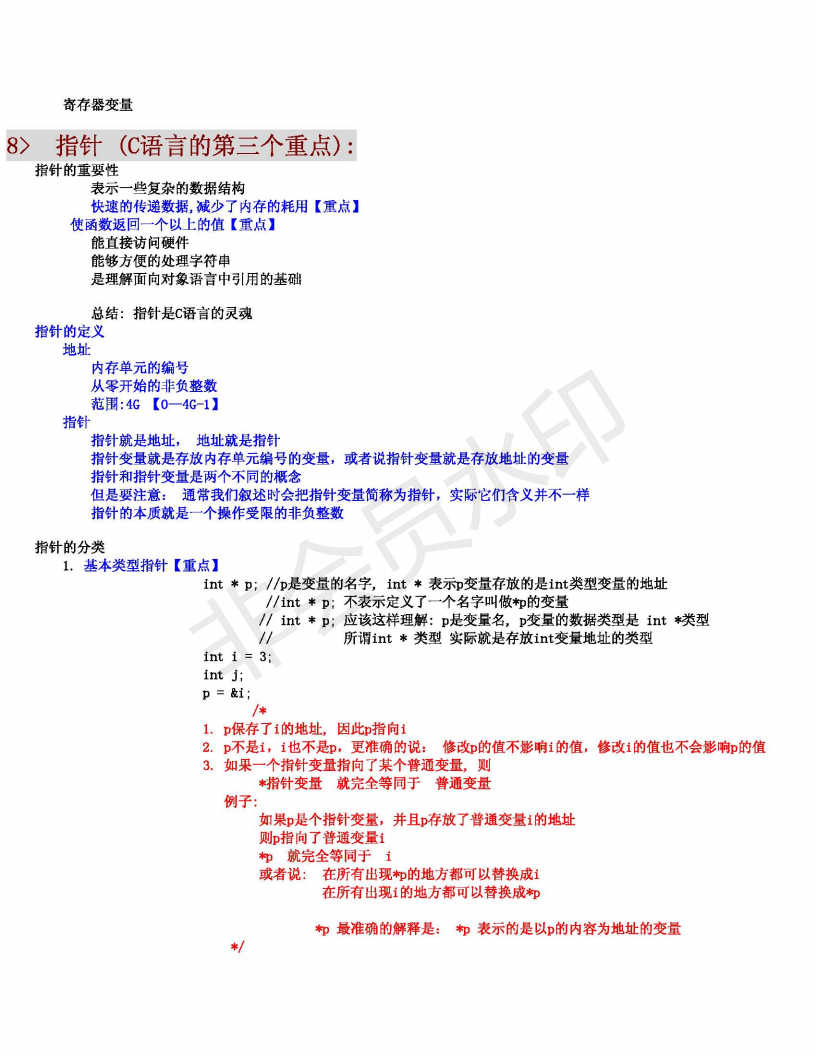 寄存器变量
8> 指针 (C语言的第三个重点):
指针的重要性
表示一些复杂的数据结构
快速的传递数据,减少了内存的耗用【重点】
使函数返回一个以上的值【重点】
能直接访问硬件
能够方便的处理字符串
是理解面向对象语言中引用的基础
总结: 指针是C语言的灵魂
指针的定义
地址
内存单元的编号
从零开始的非负整数
范围:4G 【0—4G-1】
指针
指针就是地址, 地址就是指针
指针变量就是存放内存单元编号的变量, 或者说指针变量就是存放地址的变量
指针和指针变量是两个不同的概念
但是要注意: 通常我们叙述时会把指针变量简称为指针, 实际它们含义并不一样
指针的本质就是一个操作受限的非负整数
指针的分类
1. 基本类型指针【重点】
int * p; //p是变量的名字, int * 表示p变量存放的是int类型变量的地址
//int * p; 不表示定义了一个名字叫做*p的变量
// int * p; 应该这样理解: p是变量名, p变量的数据类型是 int *类型
// 所谓int * 类型 实际就是存放int变量地址的类型
int i = 3;
int j;
p = &i;
/*
1. p保存了i的地址, 因此p指向i
2. p不是i, i也不是p, 更准确的说: 修改p的值不影响i的值, 修改i的值也不会影响p的值
3. 如果一个指针变量指向了某个普通变量, 则
*指针变量 就完全等同于 普通变量
例子:
如果p是个指针变量, 并且p存放了普通变量i的地址
则p指向了普通变量i
*p 就完全等同于 i
或者说: 在所有出现*p的地方都可以替换成i
在所有出现i的地方都可以替换成*p
*p 最准确的解释是: *p 表示的是以p的内容为地址的变量
*/
非会员水印